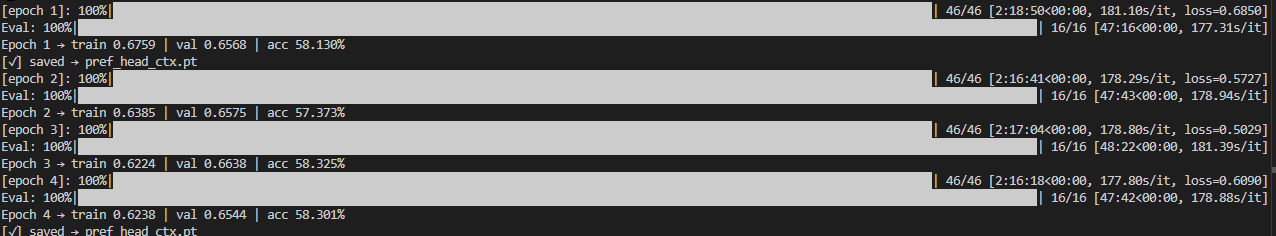 [epoch 1]: 100%| | 46/46 [2:18:50<00:00, 181.10s/it, loss=0.6850]
Eval: 100%| | 16/16 [47:16<00:00, 177.31s/it]
Epoch 1 → train 0.6759 | val 0.6568 | acc 58.130%
[✓] saved → pref_head_ctx.pt
[epoch 2]: 100%| | 46/46 [2:16:41<00:00, 178.29s/it, loss=0.5727]
Eval: 100%| | 16/16 [47:43<00:00, 178.94s/it]
Epoch 2 → train 0.6385 | val 0.6575 | acc 57.373%
[epoch 3]: 100%| | 46/46 [2:17:04<00:00, 178.80s/it, loss=0.5029]
Eval: 100%| | 16/16 [48:22<00:00, 181.39s/it]
Epoch 3 → train 0.6224 | val 0.6638 | acc 58.325%
[epoch 4]: 100%| | 46/46 [2:16:18<00:00, 177.80s/it, loss=0.6090]
Eval: 100%| | 16/16 [47:42<00:00, 178.88s/it]
Epoch 4 → train 0.6238 | val 0.6544 | acc 58.301%
[✓] saved → pref_head_ctx.pt